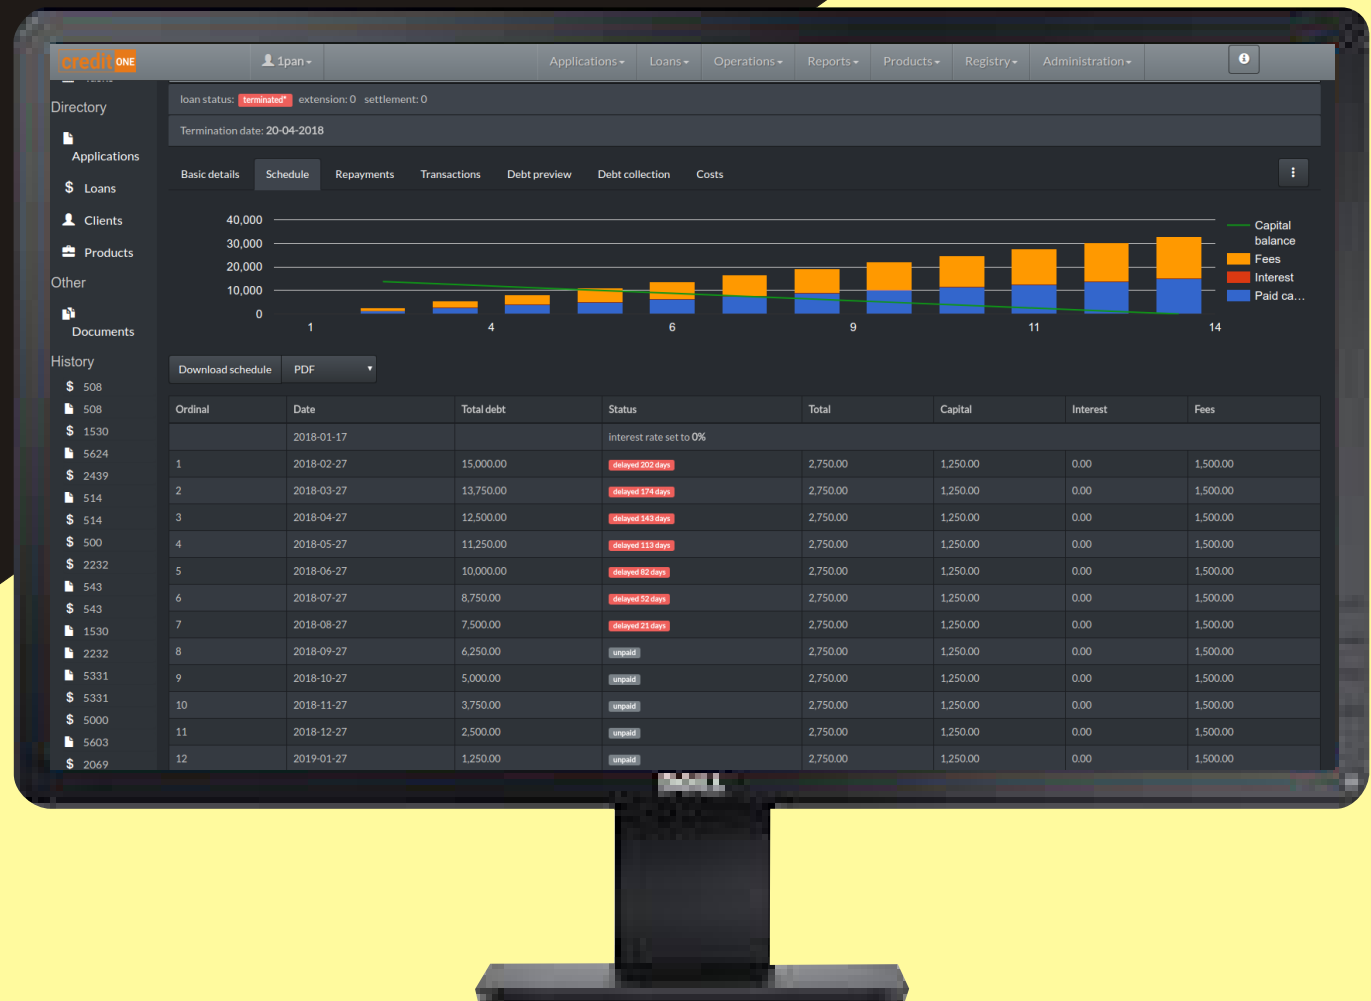 credit ONE
1pan
Applications Loans Operations Reports Products Registry Administration
Directory
Applications
Loans
Clients
Products
Other
Documents
History
$ 508
508
$ 1530
5624
$ 2439
514
$ 514
$ 500
$ 2232
543
$ 543
1530
2232
5331
$ 5331
$ 5000
5603
$ 2069
loan status: terminated* extension: 0 settlement: 0
Termination date: 20-04-2018
Basic details Schedule Repayments Transactions Debt preview Debt collection Costs
40,000
30,000
20,000
10,000
0
1 4 6 9 11 14
Capital
balance
Fees
Interest
Paid ca...
Download schedule PDF
Ordinal Date Total debt Status Total Capital Interest Fees
2018-01-17 interest rate set to 0%
1 2018-02-27 15,000.00 delayed 202 days 2,750.00 1,250.00 0.00 1,500.00
2 2018-03-27 13,750.00 delayed 174 days 2,750.00 1,250.00 0.00 1,500.00
3 2018-04-27 12,500.00 delayed 143 days 2,750.00 1,250.00 0.00 1,500.00
4 2018-05-27 11,250.00 delayed 113 days 2,750.00 1,250.00 0.00 1,500.00
5 2018-06-27 10,000.00 delayed 82 days 2,750.00 1,250.00 0.00 1,500.00
6 2018-07-27 8,750.00 delayed 52 days 2,750.00 1,250.00 0.00 1,500.00
7 2018-08-27 7,500.00 delayed 21 days 2,750.00 1,250.00 0.00 1,500.00
8 2018-09-27 6,250.00 unpaid 2,750.00 1,250.00 0.00 1,500.00
9 2018-10-27 5,000.00 unpaid 2,750.00 1,250.00 0.00 1,500.00
10 2018-11-27 3,750.00 unpaid 2,750.00 1,250.00 0.00 1,500.00
11 2018-12-27 2,500.00 unpaid 2,750.00 1,250.00 0.00 1,500.00
12 2019-01-27 1,250.00 unpaid 2,750.00 1,250.00 0.00 1,500.00